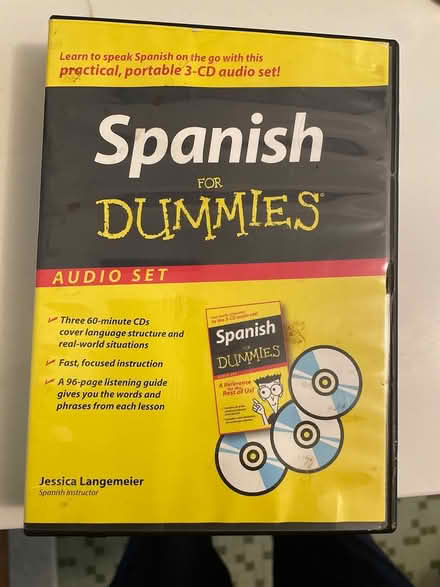 Learn to speak Spanish on the go with this
practical, portable 3-CD audio set!
Spanish
FOR
DUMMIES®
AUDIO SET
Three 60-minute CDs
cover language structure and
real-world situations
Fast, focused instruction
A 96-page listening guide
gives you the words and
phrases from each lesson
Spanish
FOR
DUMMIES
A Reference
for the
Rest of Us!
Jessica Langemeier
Spanish Instructor